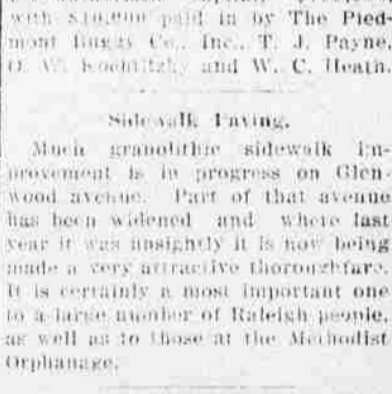 with $10,000 paid in by The Pied-
mont Buggy Co., Inc., T. J. Payne,
O. W. Kochtitzky and W. C. Heath.
Sidewalk Paving.
Much granolithic sidewalk im-
provement is in progress on Glen-
wood avenue. Part of that avenue
has been widened and where last
year it was unsightly it is now being
made a very attractive thoroughfare.
It is certainly a most important one
to a large number of Raleigh people,
as well as to those at the Methodist
Orphanage.